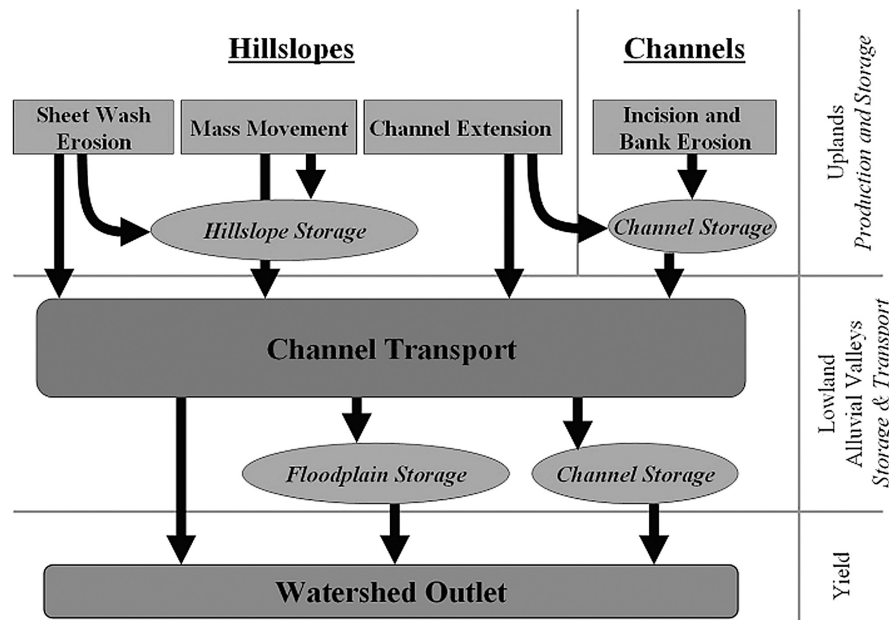 Hillslopes
Channels
Sheet Wash
Erosion
Mass Movement
Channel Extension
Incision and
Bank Erosion
Hillslope Storage
Channel Storage
Uplands
Production and Storage
Channel Transport
Floodplain Storage
Channel Storage
Lowland
Alluvial Valleys
Storage & Transport
Watershed Outlet
Yield